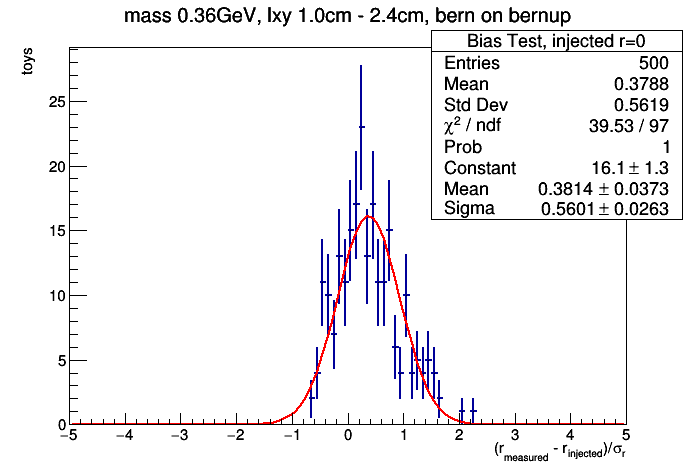 mass 0.36GeV, lxy 1.0cm - 2.4cm, bern on bernup
Bias Test, injected r=0
Entries 500
Mean 0.3788
Std Dev 0.5619
χ² / ndf 39.53 / 97
Prob 1
Constant 16.1 ± 1.3
Mean 0.3814 ± 0.0373
Sigma 0.5601 ± 0.0263
toys
25
20
15
10
5
0
−5 −4 −3 −2 −1 0 1 2 3 4 5
(r_measured - r_injected)/σ_r